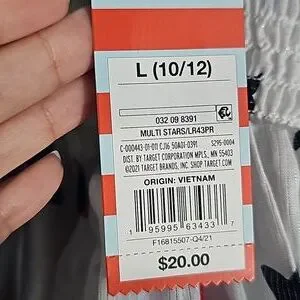 L (10/12)
032 09 8391
MULTI STARS/LR43PR
C-000443-01-011 CJ16 50A01-0391 S295-0004
DIST. BY TARGET CORPORATION MPLS., MN 55403
©2021 TARGET BRANDS, INC. SHOP TARGET.COM
ORIGIN: VIETNAM
1 95995 63433 7
F16815507-Q4/21
$20.00